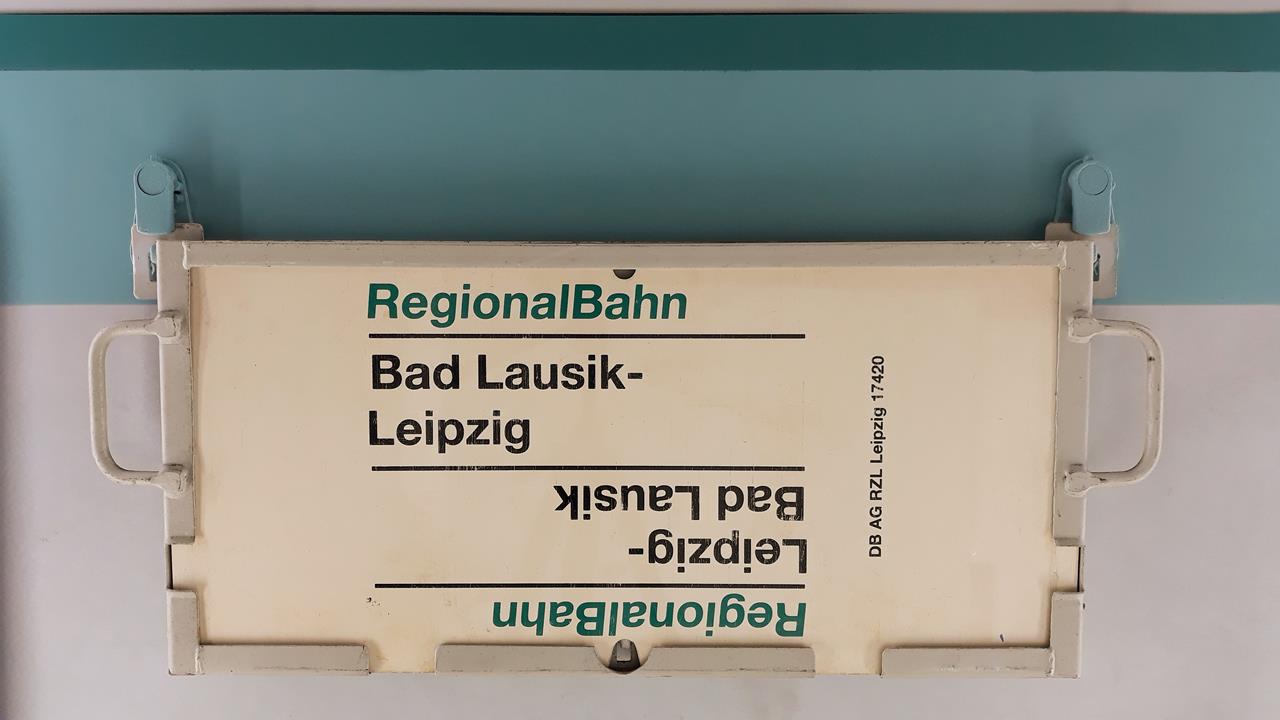 RegionalBahn
Bad Lausik-
Leipzig
DB AG RZL Leipzig 17420
RegionalBahn
Leipzig-
Bad Lausik